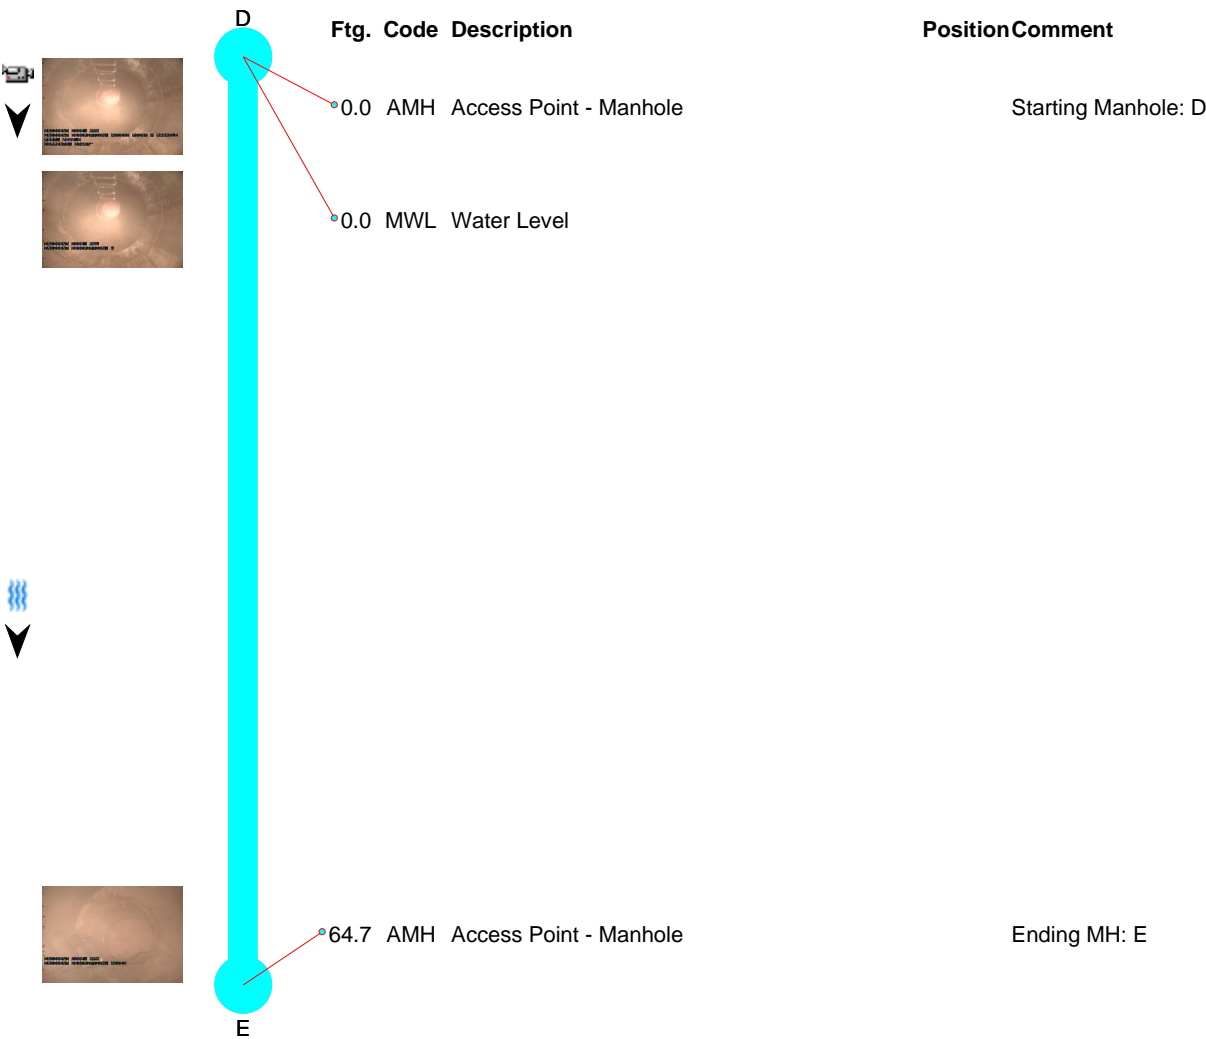 D
Ftg. Code Description Position Comment
0.0 AMH Access Point - Manhole Starting Manhole: D
0.0 MWL Water Level
64.7 AMH Access Point - Manhole Ending MH: E
E